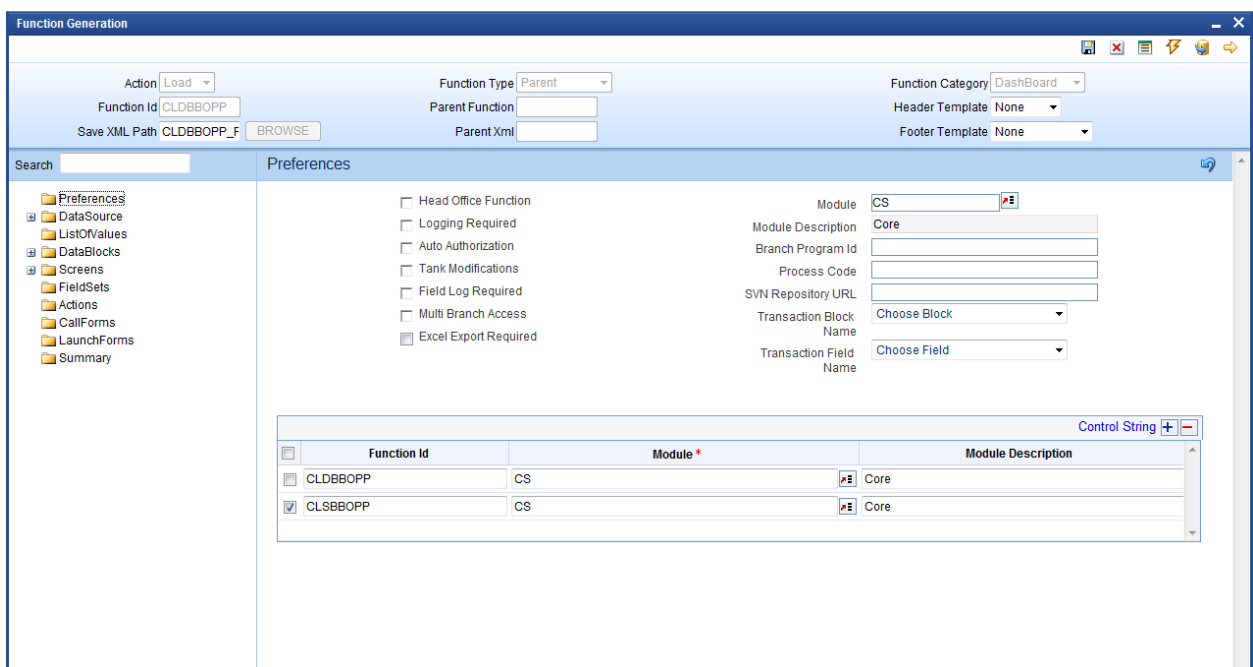 Function Generation
Action Load Function Type Parent Function Category DashBoard
Function Id CLDBBOPP Parent Function Header Template None
Save XML Path CLDBBOPP_F BROWSE Parent Xml Footer Template None
Search Preferences
Preferences
DataSource
ListOfValues
DataBlocks
Screens
FieldSets
Actions
CallForms
LaunchForms
Summary
Head Office Function
Logging Required
Auto Authorization
Tank Modifications
Field Log Required
Multi Branch Access
Excel Export Required
Module CS
Module Description Core
Branch Program Id
Process Code
SVN Repository URL
Transaction Block Choose Block
Name
Transaction Field Choose Field
Name
Control String + -
Function Id Module * Module Description
CLDBBOPP CS Core
CLSBBOPP CS Core